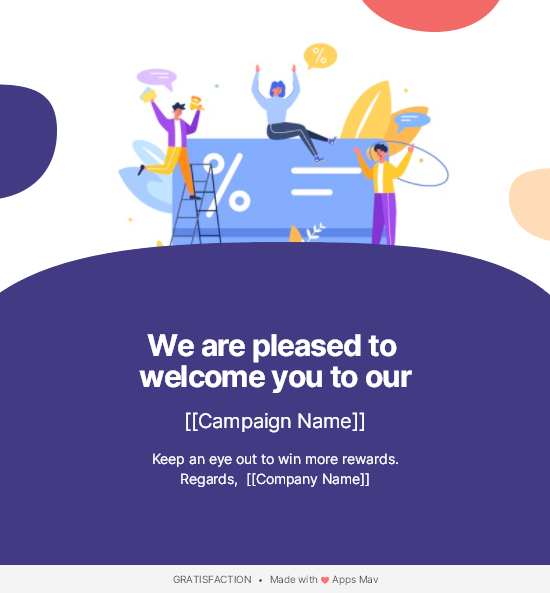 %
%
We are pleased to
welcome you to our
[[Campaign Name]]
Keep an eye out to win more rewards.
Regards, [[Company Name]]
GRATISFACTION • Made with ❤ Apps Mav